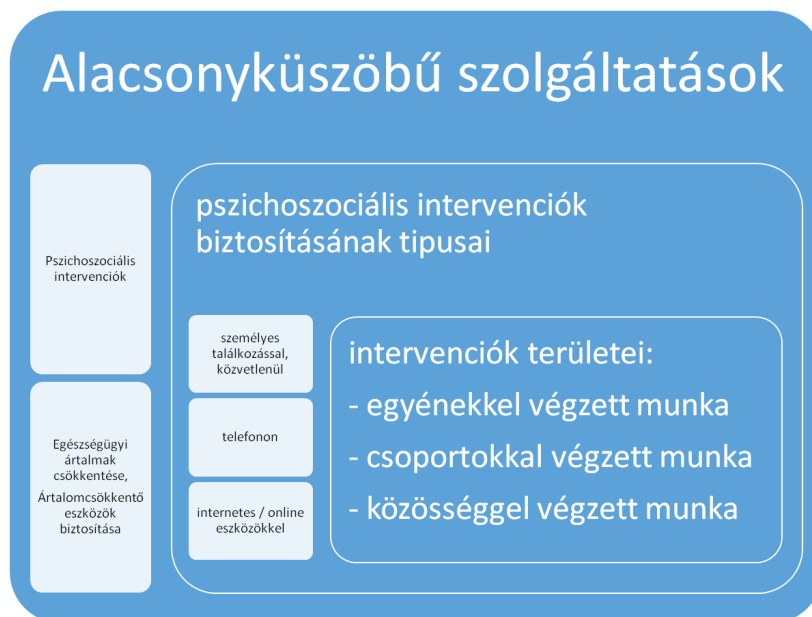 Alacsonyküszöbű szolgáltatások
Pszichoszociális
intervenciók
Egészségügyi
ártalmak
csökkentése,
Ártalomcsökkentő
eszközök
biztosítása
pszichoszociális intervenciók
biztosításának tipusai
személyes
találkozással,
közvetlenül
telefonon
internetes / online
eszközökkel
intervenciók területei:
- egyénekkel végzett munka
- csoportokkal végzett munka
- közösséggel végzett munka